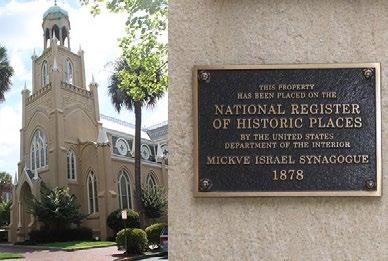 THIS PROPERTY
HAS BEEN PLACED ON THE
NATIONAL REGISTER
OF HISTORIC PLACES
BY THE UNITED STATES
DEPARTMENT OF THE INTERIOR
MICKVE ISRAEL SYNAGOGUE
1878